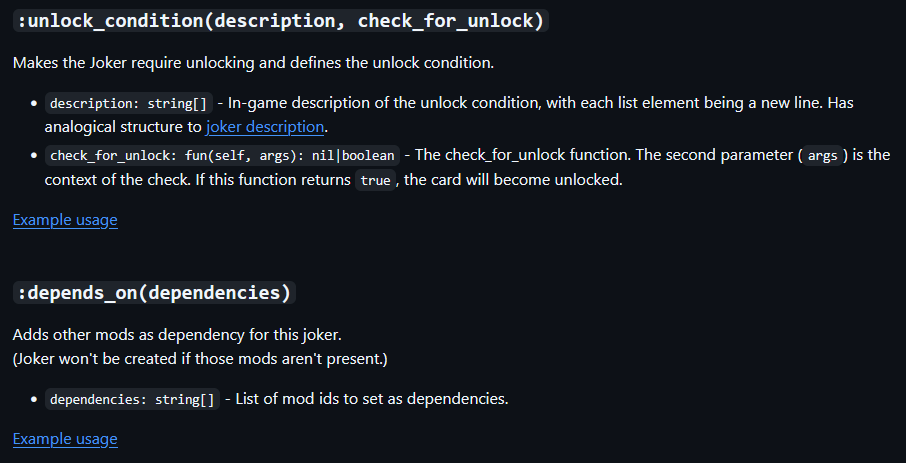 :unlock_condition(description, check_for_unlock)
Makes the Joker require unlocking and defines the unlock condition.
• description: string[] - In-game description of the unlock condition, with each list element being a new line. Has
analogical structure to joker description.
• check_for_unlock: fun(self, args): nil|boolean - The check_for_unlock function. The second parameter (args) is the
context of the check. If this function returns true, the card will become unlocked.
Example usage
:depends_on(dependencies)
Adds other mods as dependency for this joker.
(Joker won't be created if those mods aren't present.)
• dependencies: string[] - List of mod ids to set as dependencies.
Example usage